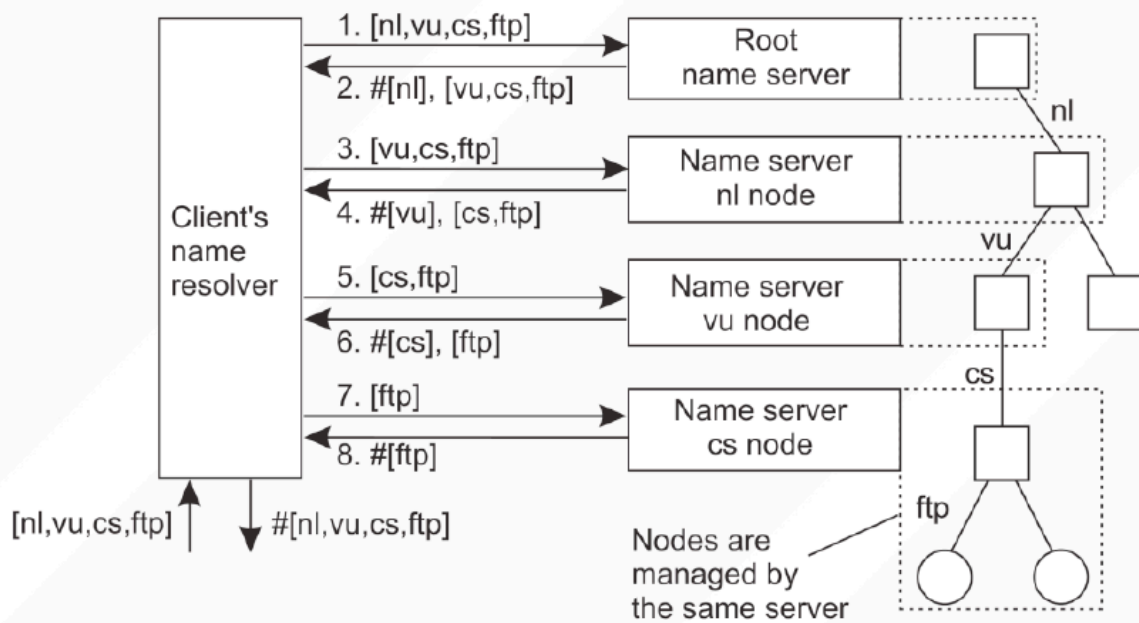 1. [nl,vu,cs,ftp]
2. #[nl], [vu,cs,ftp]
3. [vu,cs,ftp]
4. #[vu], [cs,ftp]
5. [cs,ftp]
6. #[cs], [ftp]
7. [ftp]
8. #[ftp]
Client's
name
resolver
[nl,vu,cs,ftp]
#[nl,vu,cs,ftp]
Root
name server
Name server
nl node
Name server
vu node
Name server
cs node
nl
vu
cs
ftp
Nodes are
managed by
the same server